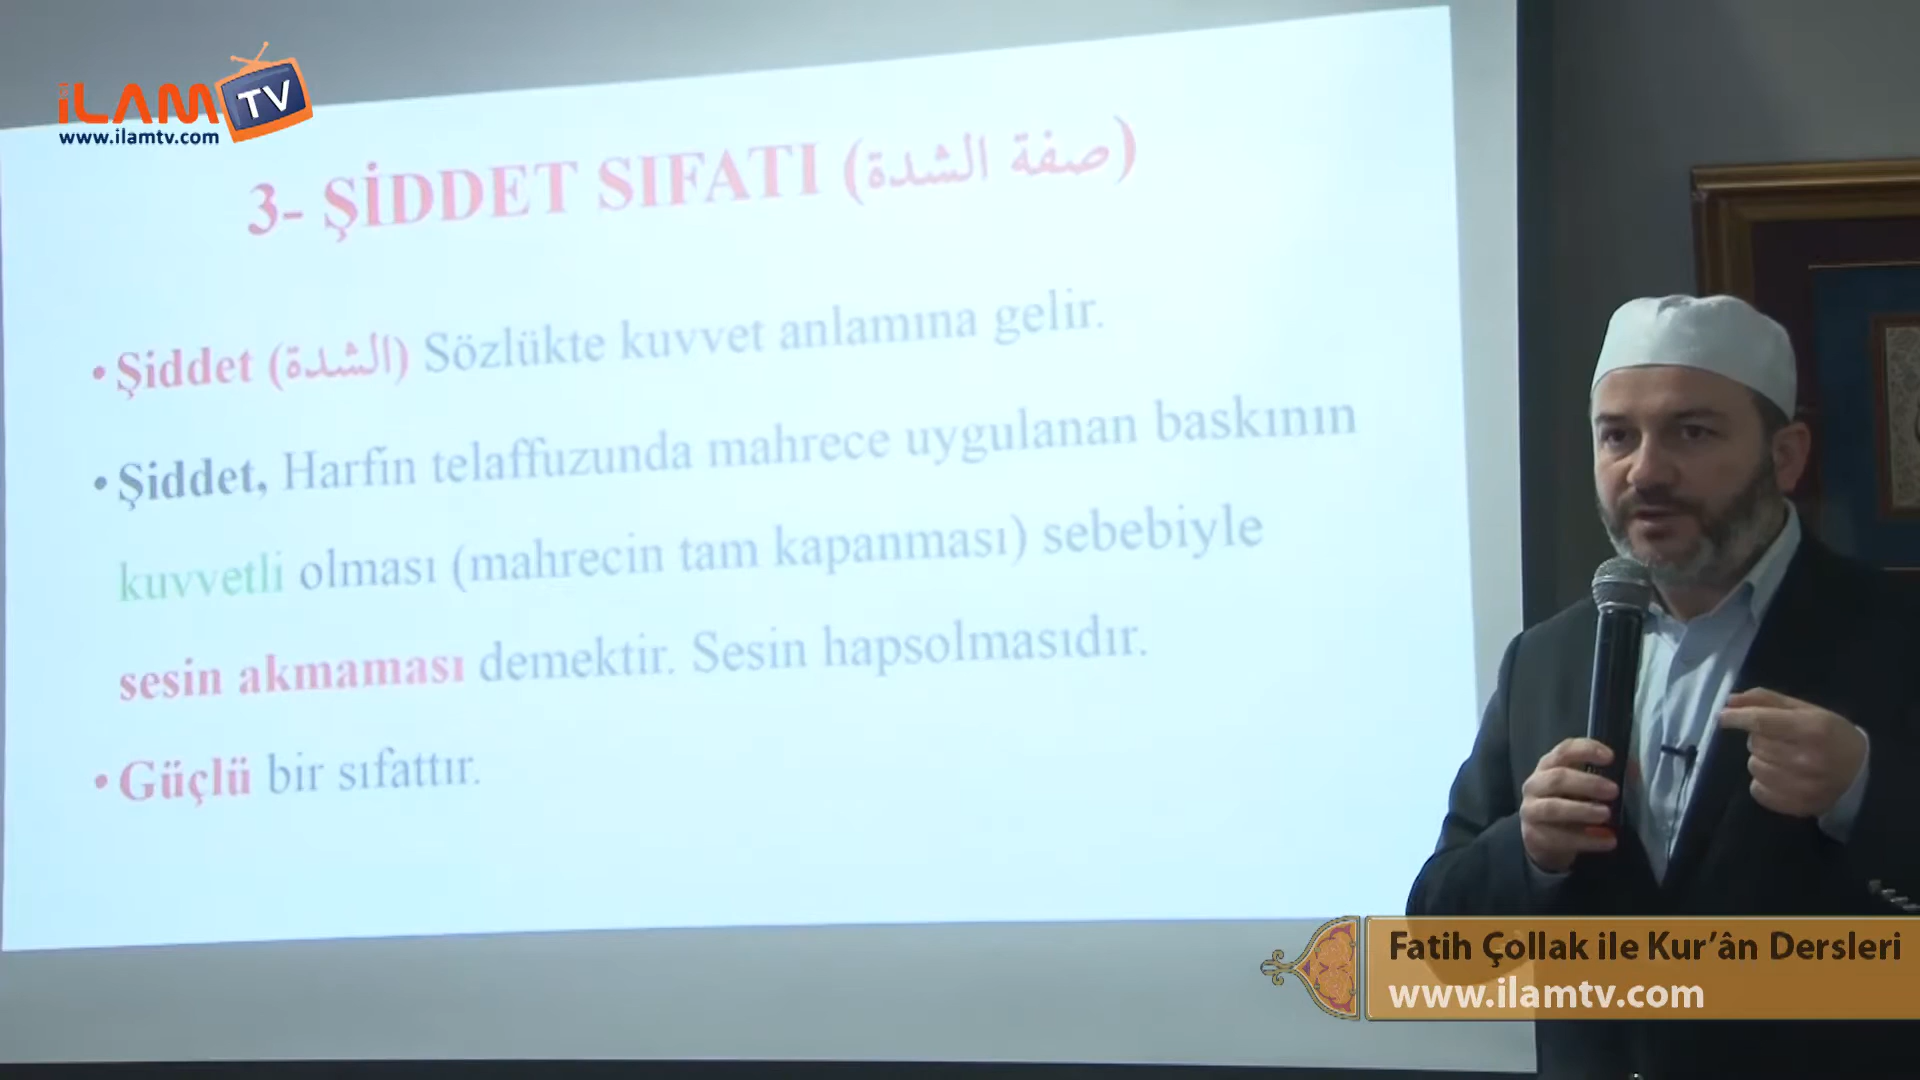 iLAM TV
www.ilamtv.com
3- ŞİDDET SIFATI (صفة الشدة)
• Şiddet (الشدة) Sözlükte kuvvet anlamına gelir.
• Şiddet, Harfin telaffuzunda mahrece uygulanan baskının
kuvvetli olması (mahrecin tam kapanması) sebebiyle
sesin akmaması demektir. Sesin hapsolmasıdır.
• Güçlü bir sıfattır.
Fatih Çollak ile Kur’ân Dersleri
www.ilamtv.com